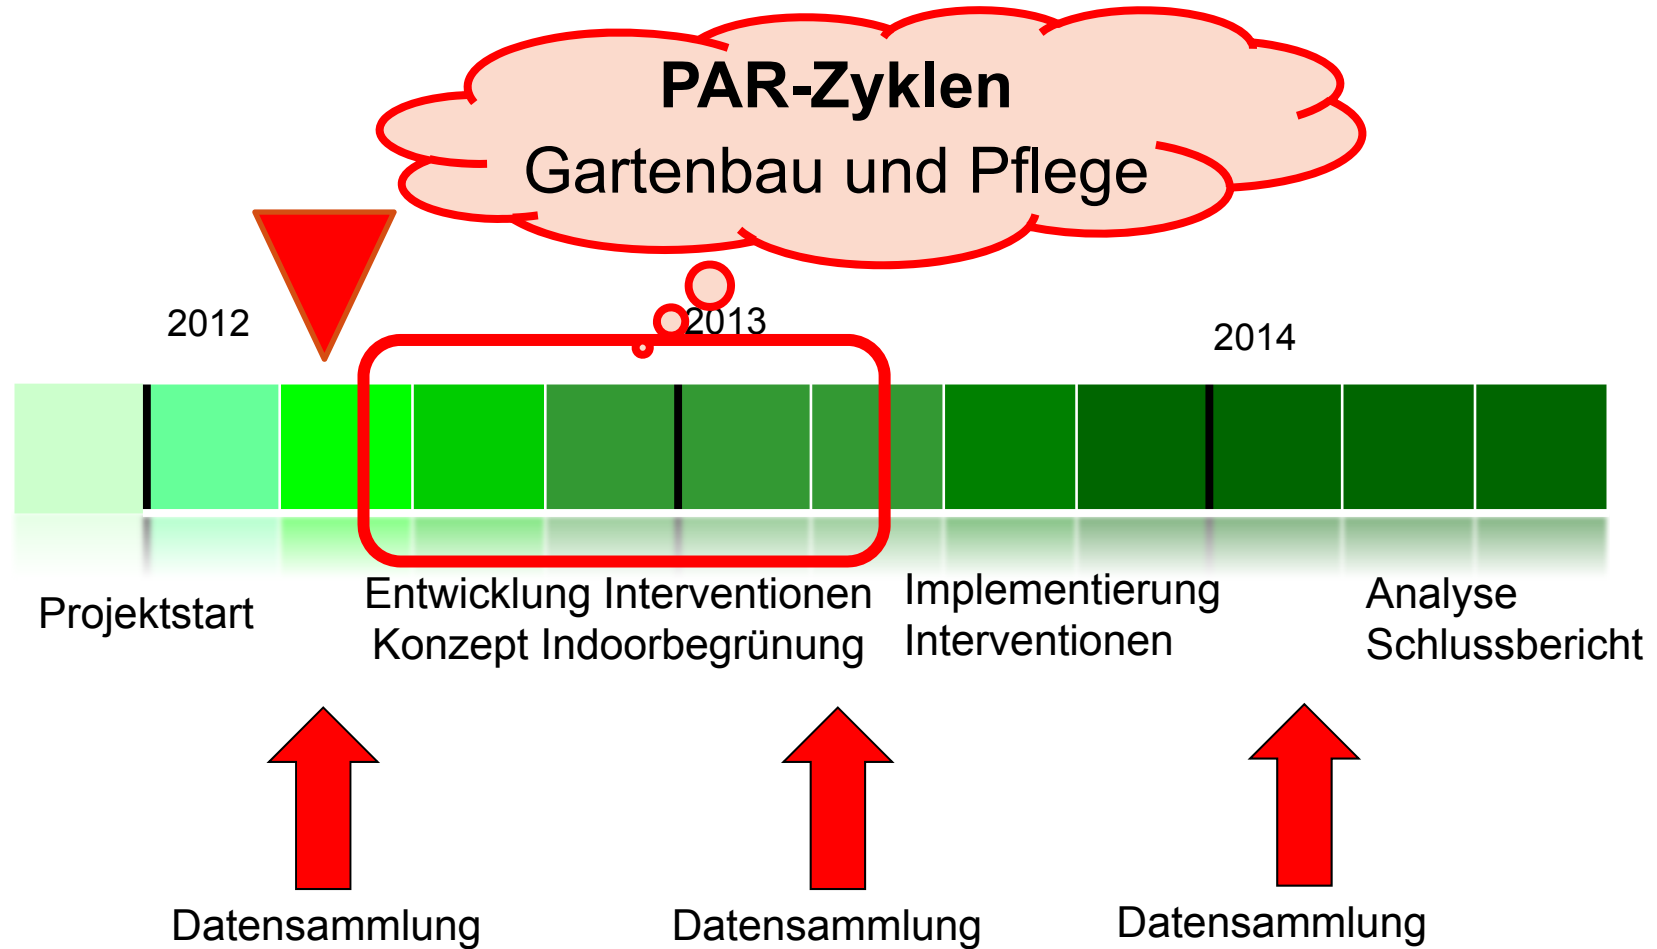 PAR-Zyklen
Gartenbau und Pflege
2012
2013
2014
Projektstart
Entwicklung Interventionen
Konzept Indoorbegrünung
Implementierung
Interventionen
Analyse
Schlussbericht
Datensammlung
Datensammlung
Datensammlung